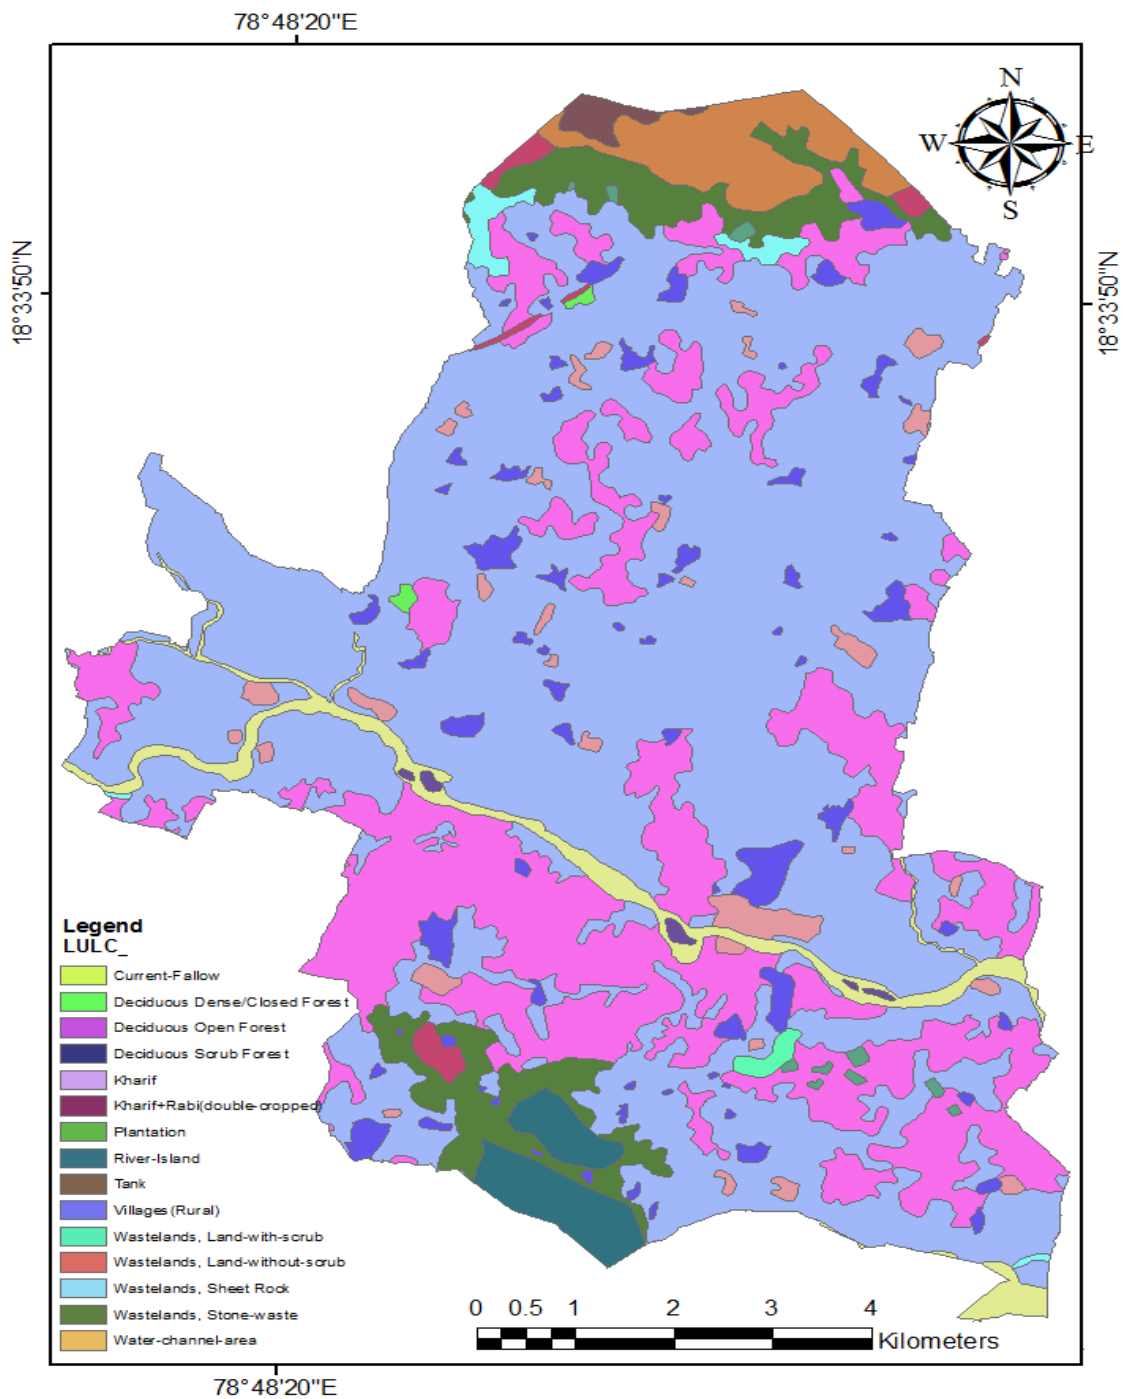 78°48'20"E
N
W
E
S
18°33'50"N
18°33'50"N
Legend
LULC_
Current-Fallow
Deciduous Dense/Closed Forest
Deciduous Open Forest
Deciduous Scrub Forest
Kharif
Kharif+Rabi(double-cropped)
Plantation
River-Island
Tank
Villages(Rural)
Wastelands, Land-with-scrub
Wastelands, Land-without-scrub
Wastelands, Sheet Rock
Wastelands, Stone-waste
Water-channel-area
0 0.5 1 2 3 4
Kilometers
78°48'20"E